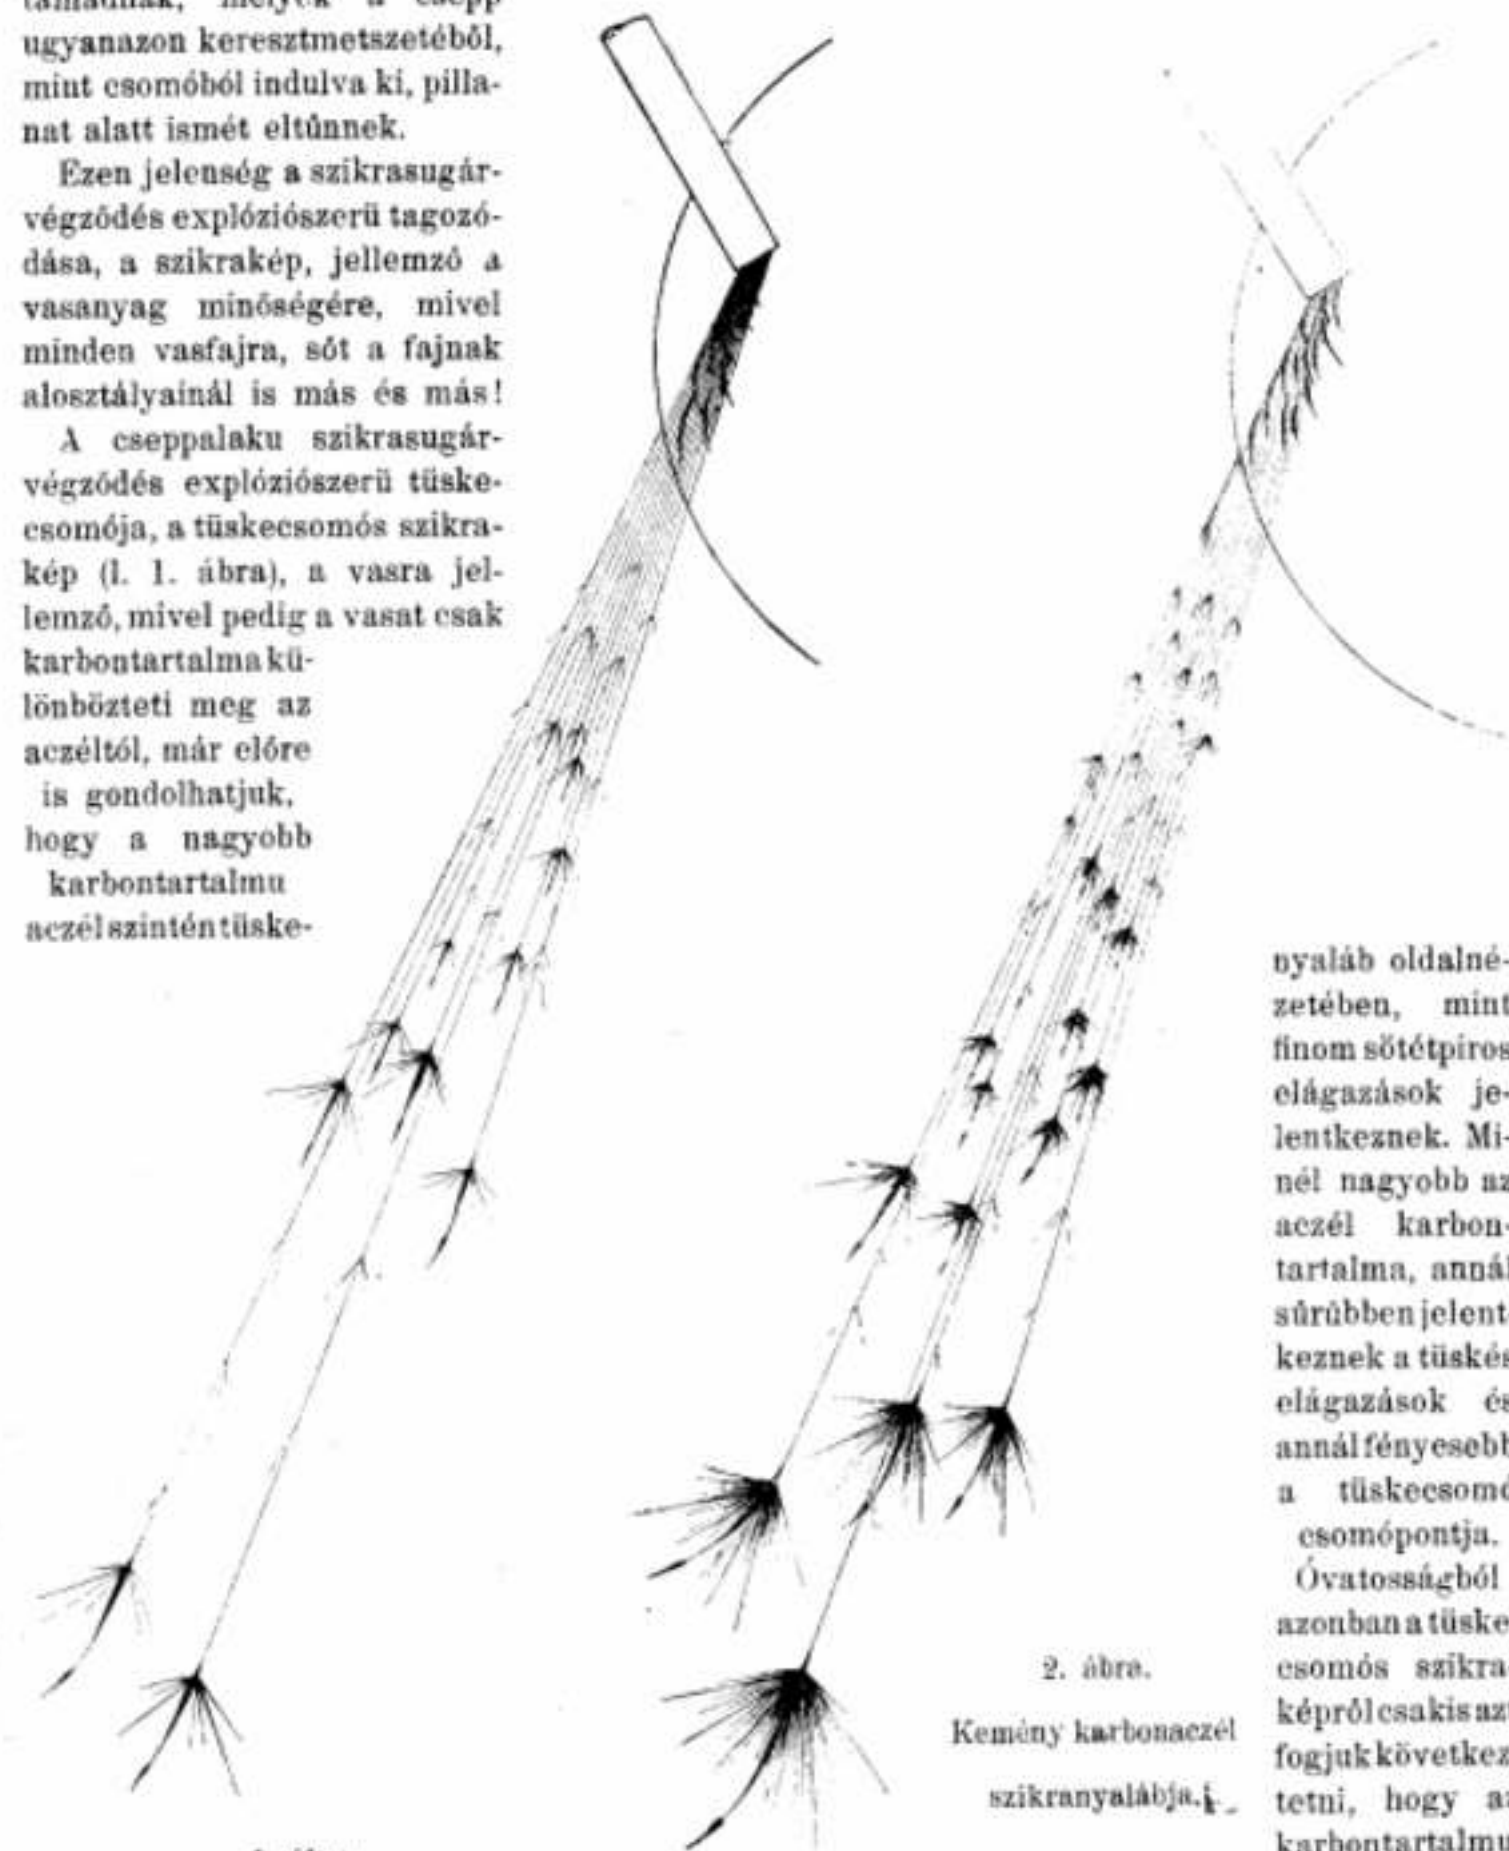 ugyanazon keresztmetszetéből,
mint csomóból indulva ki, pilla-
nat alatt ismét eltűnnek.
Ezen jelenség a szikrasugár-
végződés explóziószerü tagozó-
dása, a szikrakép, jellemző a
vasanyag minőségére, mivel
minden vasfajra, sőt a fajnak
alosztályainál is más és más!
A cseppalaku szikrasugár-
végződés explóziószerü tüske-
csomója, a tüskecsomós szikra-
kép (l. 1. ábra), a vasra jel-
lemző, mivel pedig a vasat csak
karbontartalma kü-
lönbözteti meg az
aczéltól, már előre
is gondolhatjuk,
hogy a nagyobb
karbontartalmu
aczél szintén tüske-
2. ábra.
Kemény karbonaczél
szikranyalábja.
nyaláb oldalné-
zetében, mint
finom sötétpiros
elágazások je-
lentkeznek. Mi-
nél nagyobb az
aczél karbon-
tartalma, annál
sűrűbben jelent-
keznek a tüskés
elágazások és
annál fényesebb
a tüskecsomó
csomópontja.
Óvatosságból
azonban a tüske
csomós szikra-
képről csakis azt
fogjuk következ
tetni, hogy az
karbontartalmu